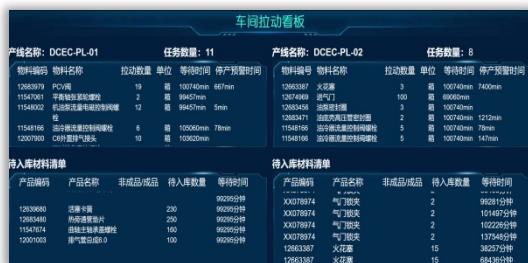 车间拉动看板
产线名称：DCEC-PL-01 任务数量：11
物料编码 物料名称 拉动数量 单位 等待时间 停产预警时间
12683979 PCV阀 19 箱 100740min 667min
11547061 平衡轴张紧轮螺栓 2 箱 99457min
11548002 机油泵流量电磁控制阀螺栓 12 箱 99457min 5min
11548166 油冷器流量控制阀螺栓 6 箱 105060min 78min
12007903 C6外置排气接头 10 箱 103620min
产线名称：DCEC-PL-02 任务数量：8
物料编号 物料名称 拉动数量 单位 等待时间 停产预警时间
12663387 火花塞 3 箱 100740min 7400min
12674969 进气门 100 箱 69060min
12683456 油泵密封圈 3 箱 100740min
12683471 油底壳高压管密封圈 2 箱 100740min 1212min
11548166 油冷器流量控制阀螺栓 5 箱 100740min 78min
11548166 油冷器流量控制阀螺栓 5 箱 100740min 147min
待入库材料清单
产品编码 产品名称 非成品/成品 待入库数量 等待时间
99295分钟
12639680 活塞卡簧 230 99295分钟
12683480 热旁通管垫片 250 99295分钟
11547674 曲轴主轴承盖螺栓 160 99295分钟
12001003 排气管总成6.0 100 99295分钟
待入库材料清单
产品编码 产品名称 非成品/成品 待入库数量 等待时间
XX078974 气门锁夹 2 99281分钟
XX078974 气门锁夹 2 101497分钟
XX078974 气门锁夹 2 102226分钟
XX078974 气门锁夹 2 137548分钟
12663387 火花塞 15 38257分钟
12663387 火花塞 15 68436分钟